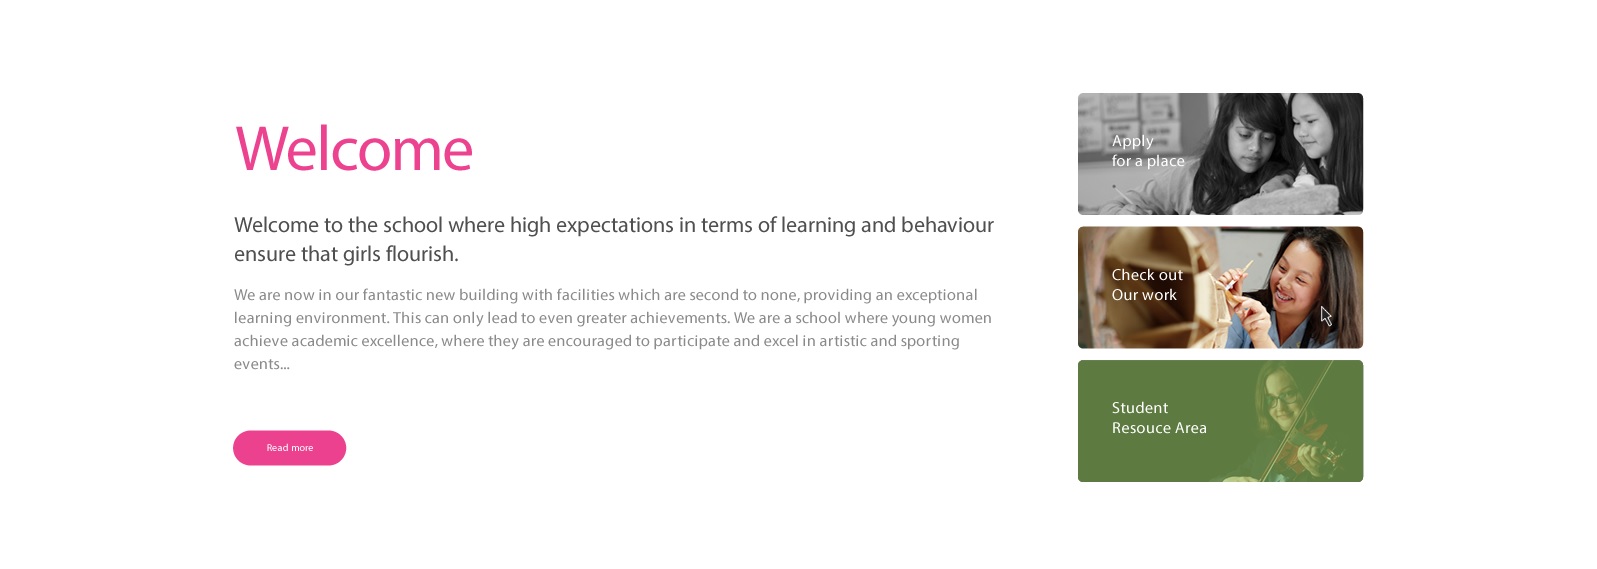 Welcome
Welcome to the school where high expectations in terms of learning and behaviour
ensure that girls flourish.
We are now in our fantastic new building with facilities which are second to none, providing an exceptional
learning environment. This can only lead to even greater achievements. We are a school where young women
achieve academic excellence, where they are encouraged to participate and excel in artistic and sporting
events...
Read more
Apply
for a place
Check out
Our work
Student
Resouce Area